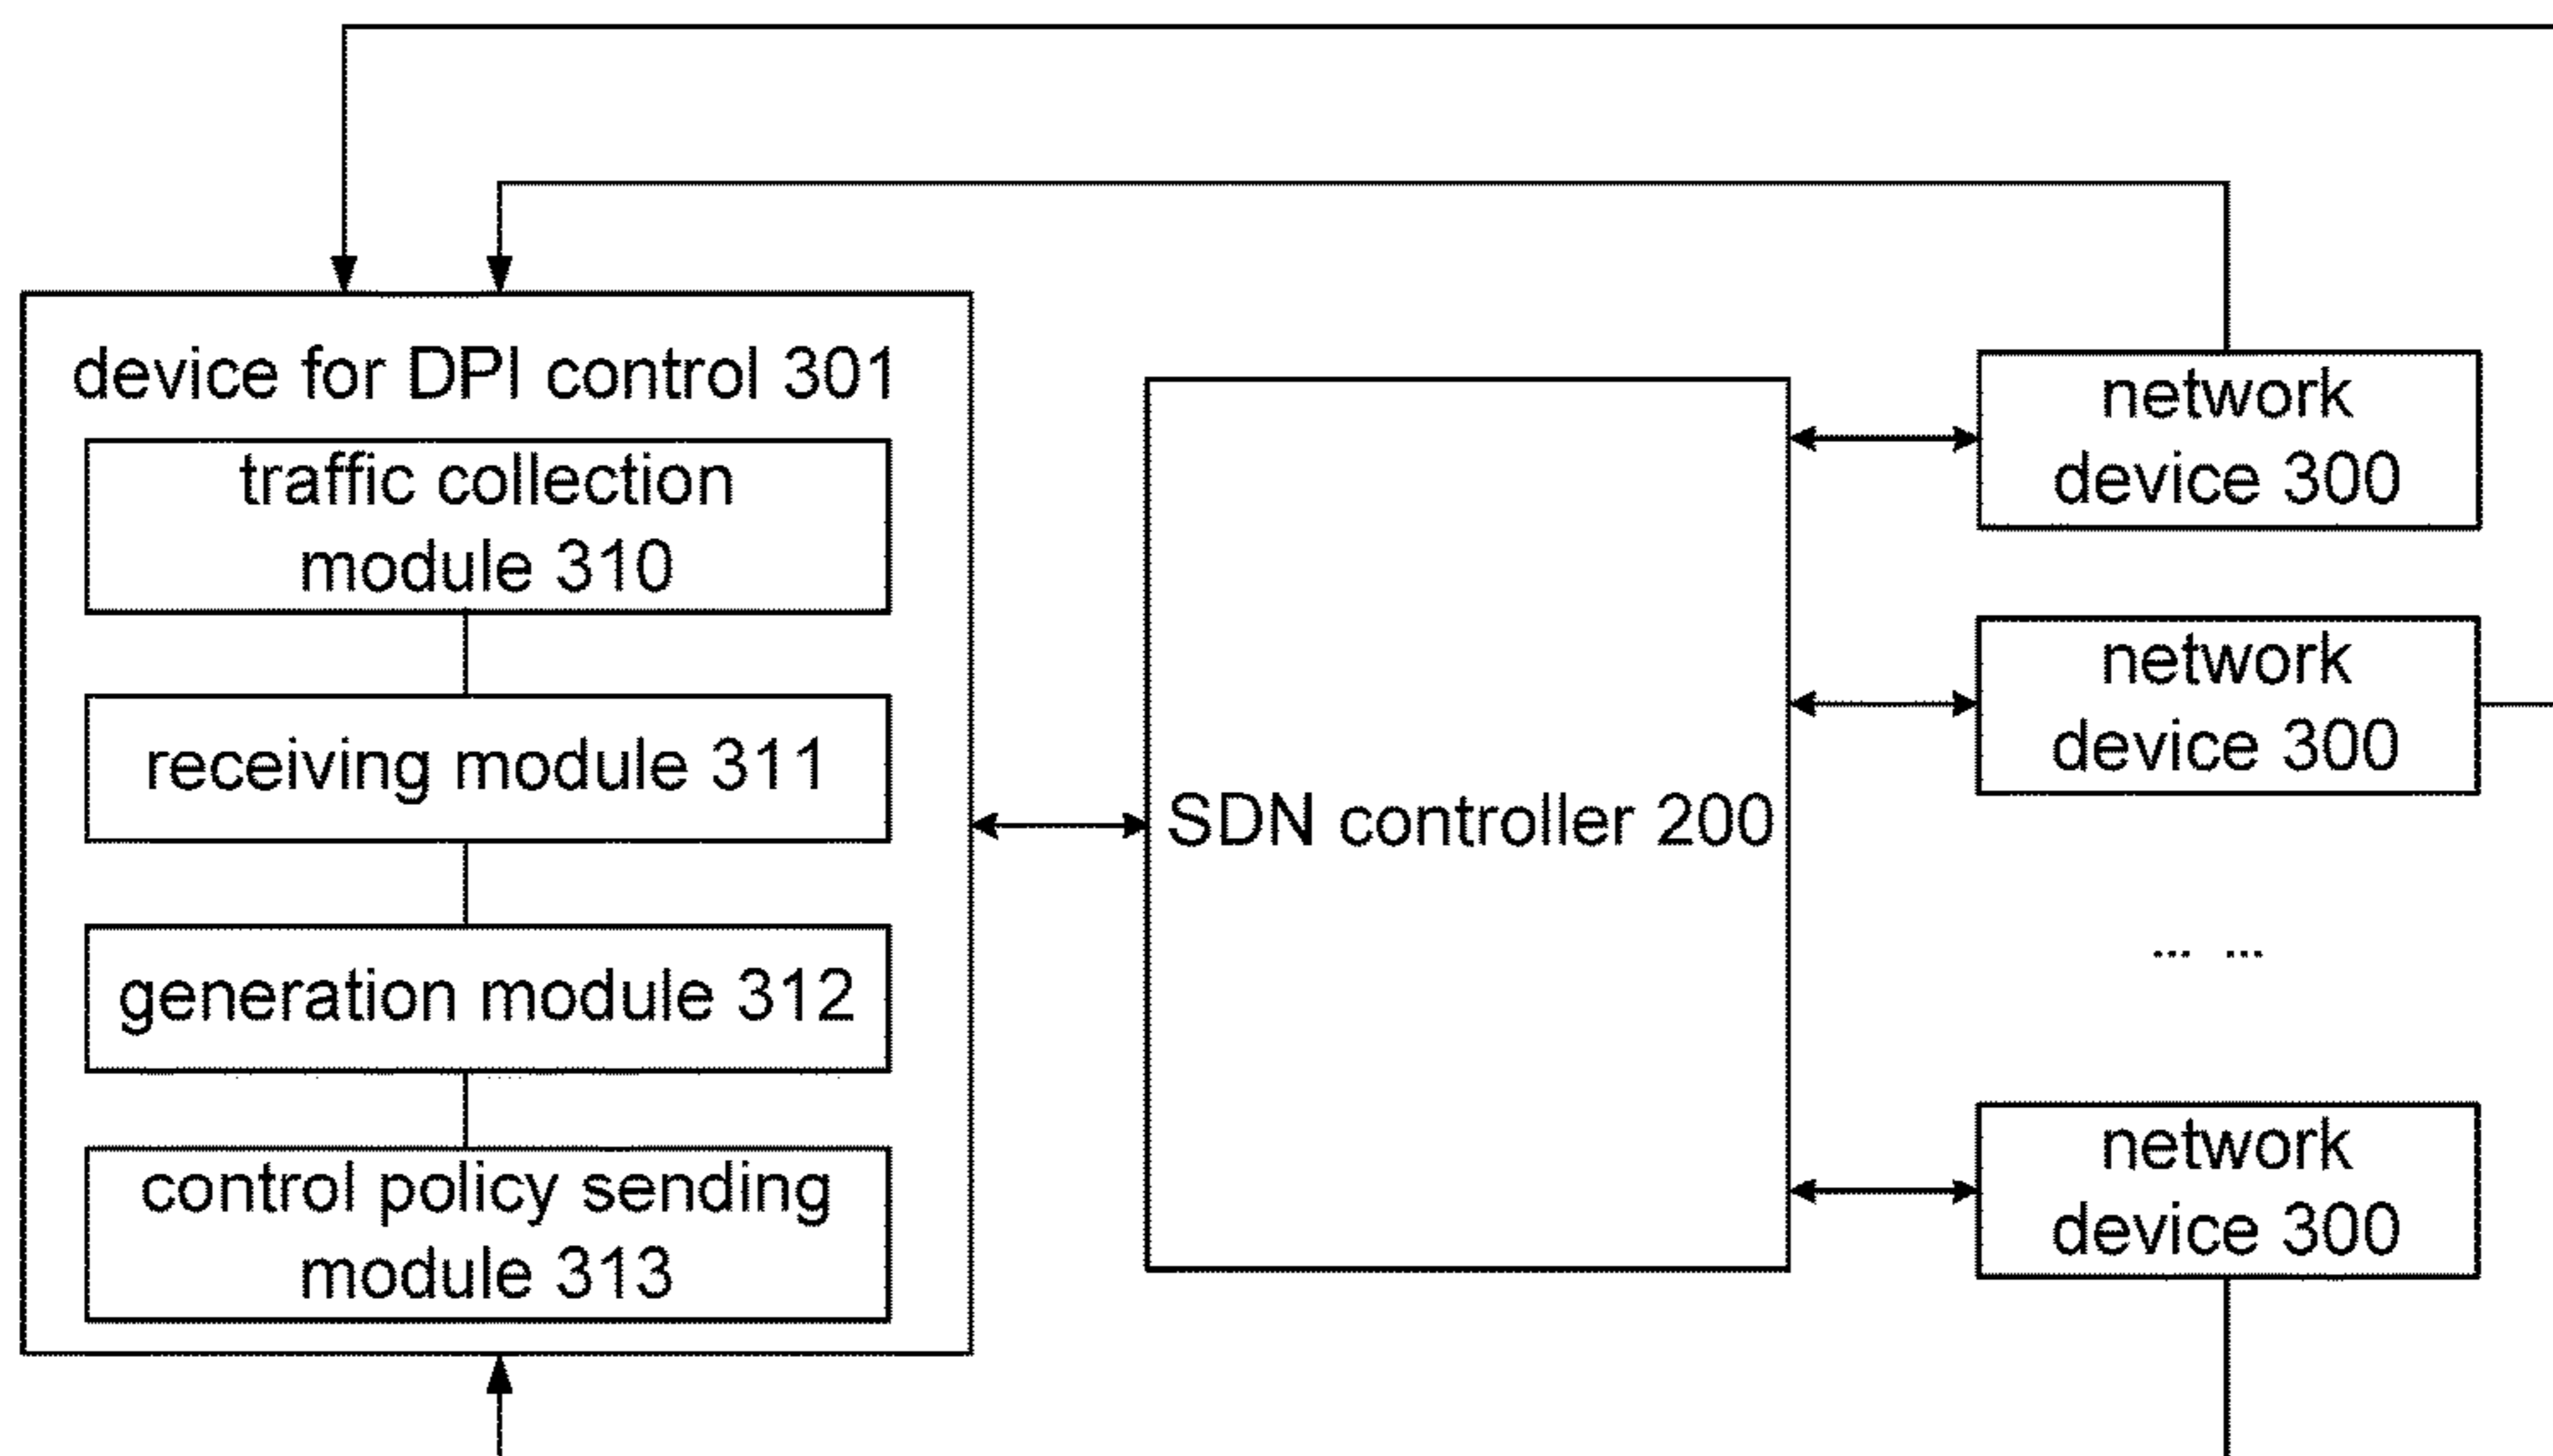 device for DPI control 301
traffic collection
module 310
receiving module 311
generation module 312
control policy sending
module 313
SDN controller 200
network
device 300
network
device 300
... ...
network
device 300